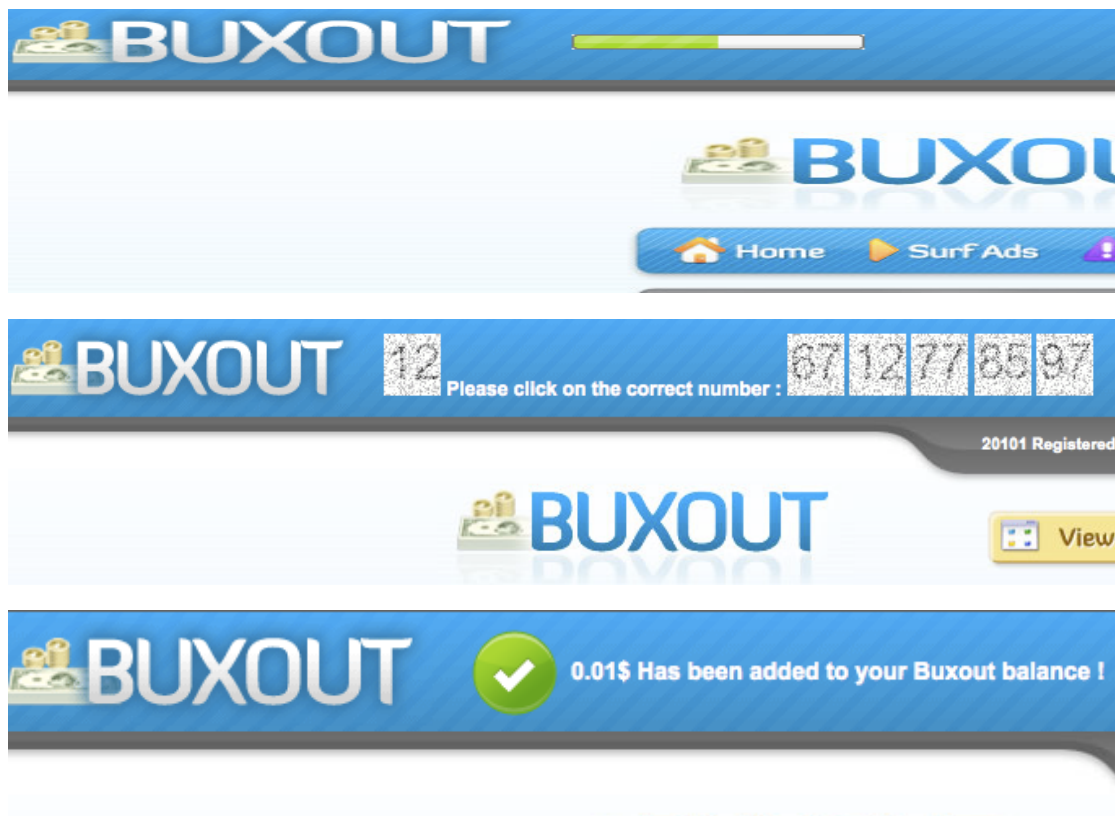 BUXOUT
BUXOU
Home Surf Ads
BUXOUT 12 Please click on the correct number : 67 12 77 85 97
20101 Registered
BUXOUT
View
BUXOUT 0.01$ Has been added to your Buxout balance !